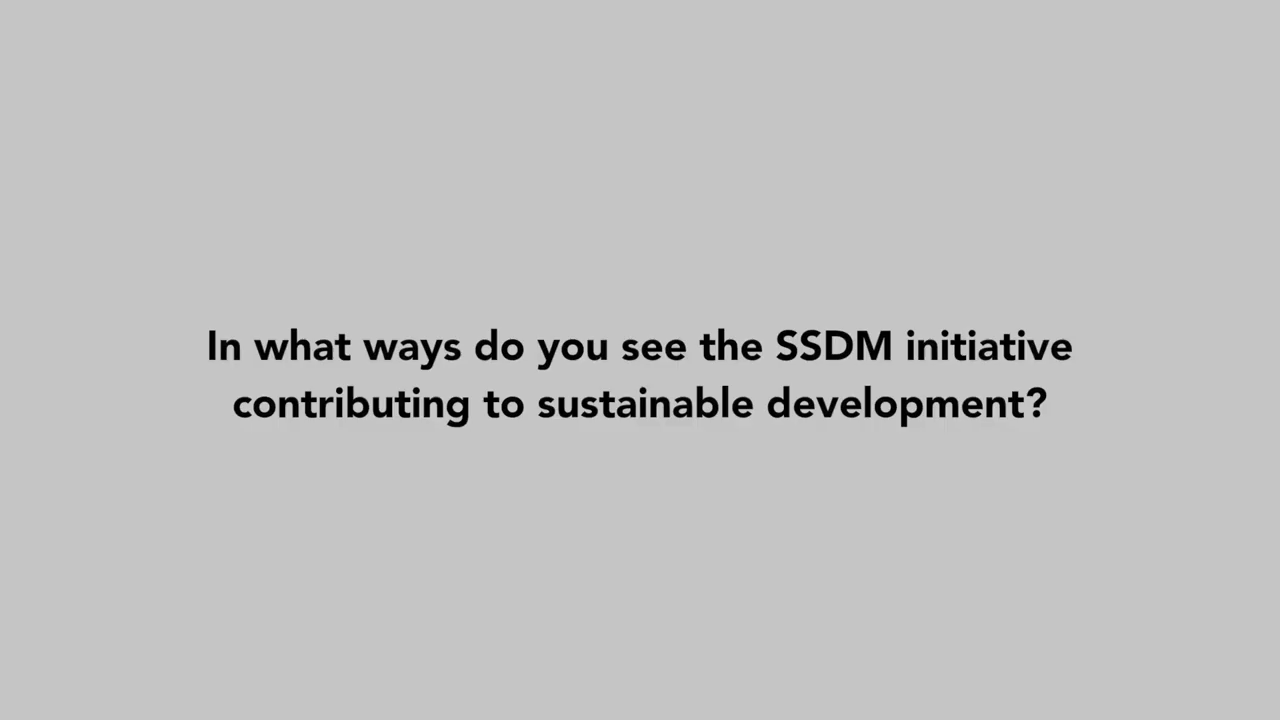 In what ways do you see the SSDM initiative
contributing to sustainable development?